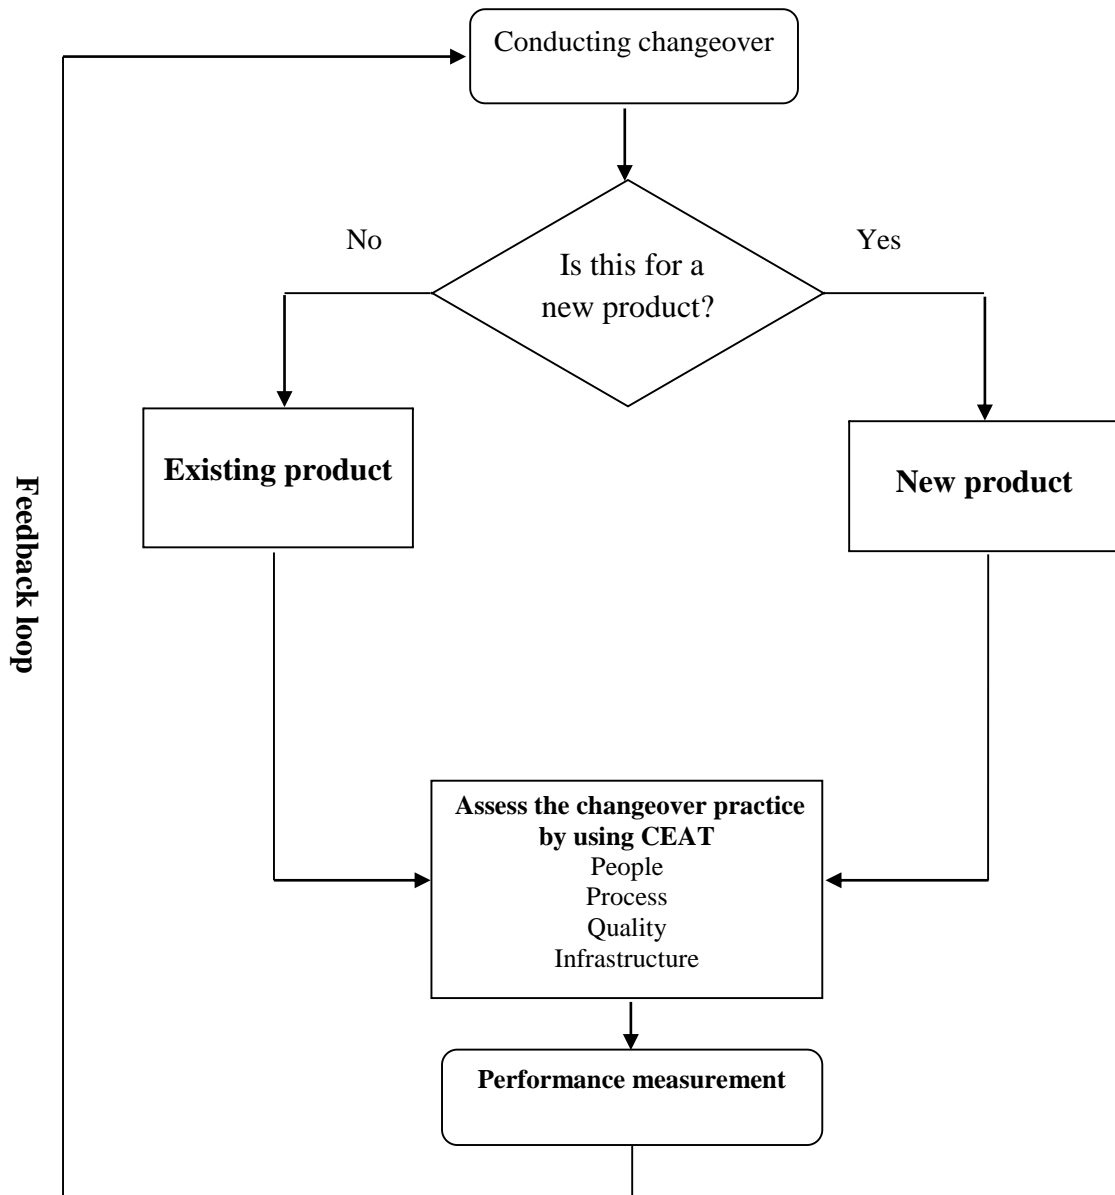 Conducting changeover
No
Yes
Is this for a
new product?
Existing product
New product
Feedback loop
Assess the changeover practice
by using CEAT
People
Process
Quality
Infrastructure
Performance measurement